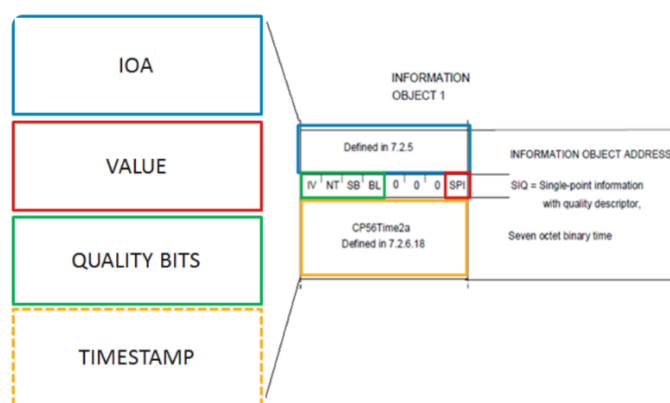 IOA
VALUE
QUALITY BITS
TIMESTAMP
INFORMATION
OBJECT 1
Defined in 7.2.5
IV NT SB BL 0 0 0 SPI
CP56Time2a
Defined in 7.2.6.18
INFORMATION OBJECT ADDRESS
SIQ = Single-point information
with quality descriptor,
Seven octet binary time